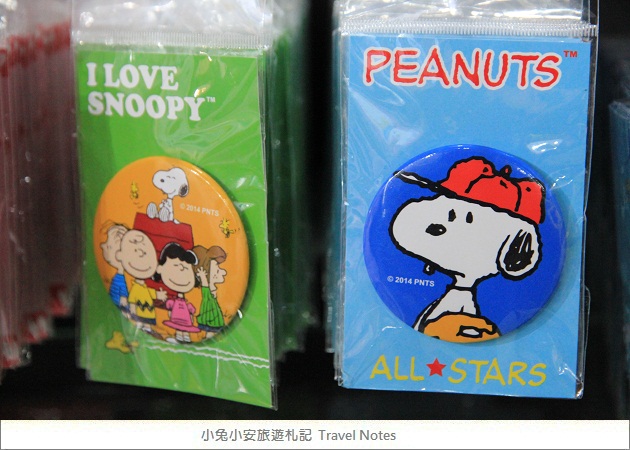 I LOVE
SNOOPY™
© 2014 PNTS
PEANUTS™
© 2014 PNTS
ALL★STARS
小兔小安旅遊札記 Travel Notes